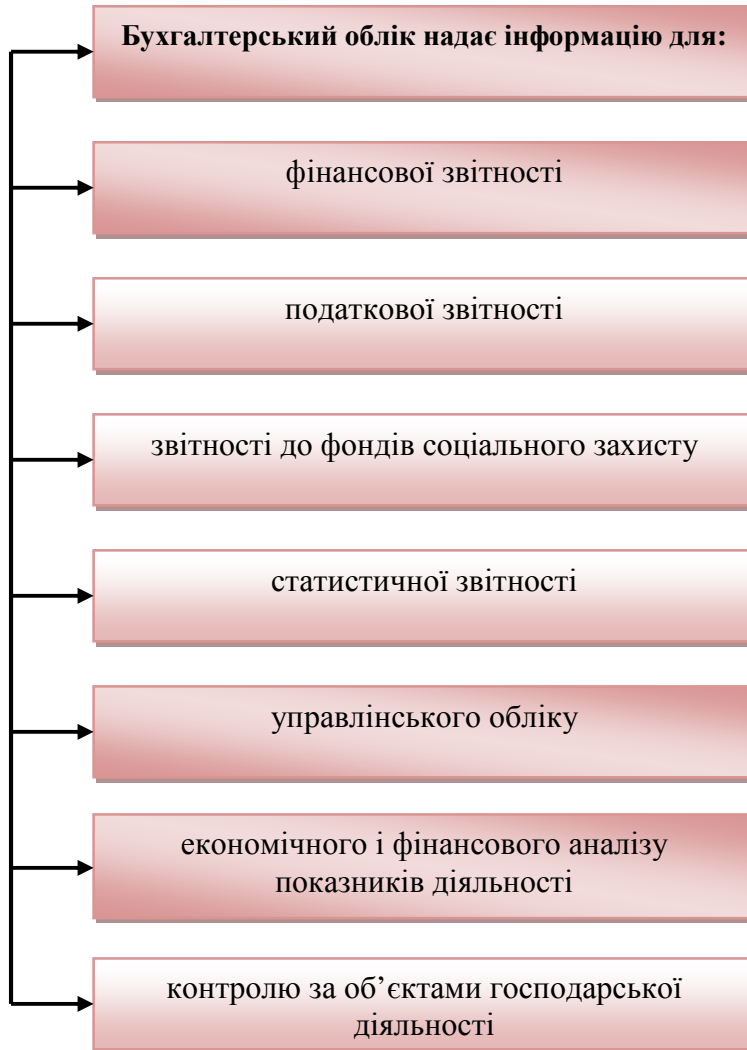 Бухгалтерський облік надає інформацію для:
фінансової звітності
податкової звітності
звітності до фондів соціального захисту
статистичної звітності
управлінського обліку
економічного і фінансового аналізу
показників діяльності
контролю за об’єктами господарської
діяльності